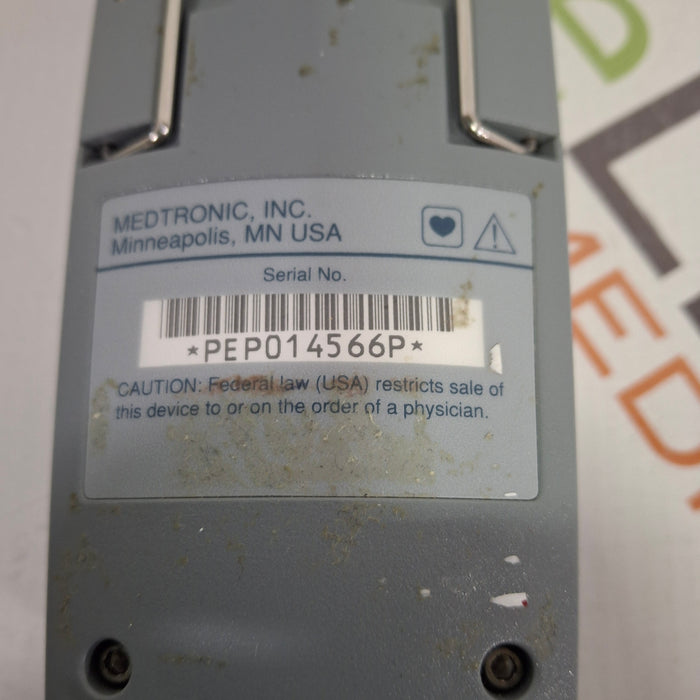 MEDTRONIC, INC.
Minneapolis, MN USA
Serial No.
*PEP014566P*
CAUTION: Federal law (USA) restricts sale of
this device to or on the order of a physician.
MED